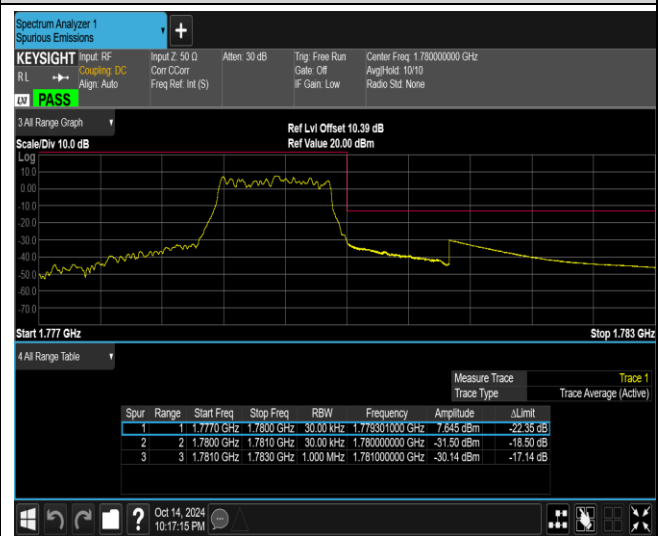 Spectrum Analyzer 1
Spurious Emissions
+
KEYSIGHT Input: RF Input Z: 50 Ω Atten: 30 dB Trig: Free Run Center Freq: 1.780000000 GHz
RL Coupling: DC Corr CCorr Gate: Off Avg|Hold: 10/10
Align: Auto Freq Ref: Int (S) IF Gain: Low Radio Std: None
LXI PASS
3 All Range Graph Ref Lvl Offset 10.39 dB
Scale/Div 10.0 dB Ref Value 20.00 dBm
Log
10.0
0.00
-10.0
-20.0
-30.0
-40.0
-50.0
-60.0
-70.0
Start 1.777 GHz Stop 1.783 GHz
4 All Range Table
Measure Trace Trace 1
Trace Type Trace Average (Active)
Spur Range Start Freq Stop Freq RBW Frequency Amplitude ΔLimit
1 1 1.7770 GHz 1.7800 GHz 30.00 kHz 1.779301000 GHz 7.645 dBm -22.35 dB
2 2 1.7800 GHz 1.7810 GHz 30.00 kHz 1.780000000 GHz -31.50 dBm -18.50 dB
3 3 1.7810 GHz 1.7830 GHz 1.000 MHz 1.781000000 GHz -30.14 dBm -17.14 dB
? Oct 14, 2024
10:17:15 PM